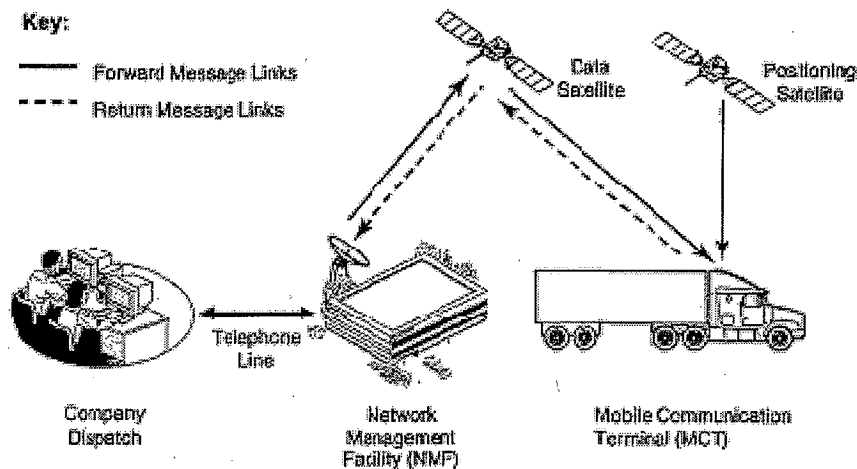 Key:
Forward Message Links
Return Message Links
Data
Satellite
Positioning
Satellite
Telephone
Line
Company
Dispatch
Network
Management
Facility (NMF)
Mobile Communication
Terminal (MCT)